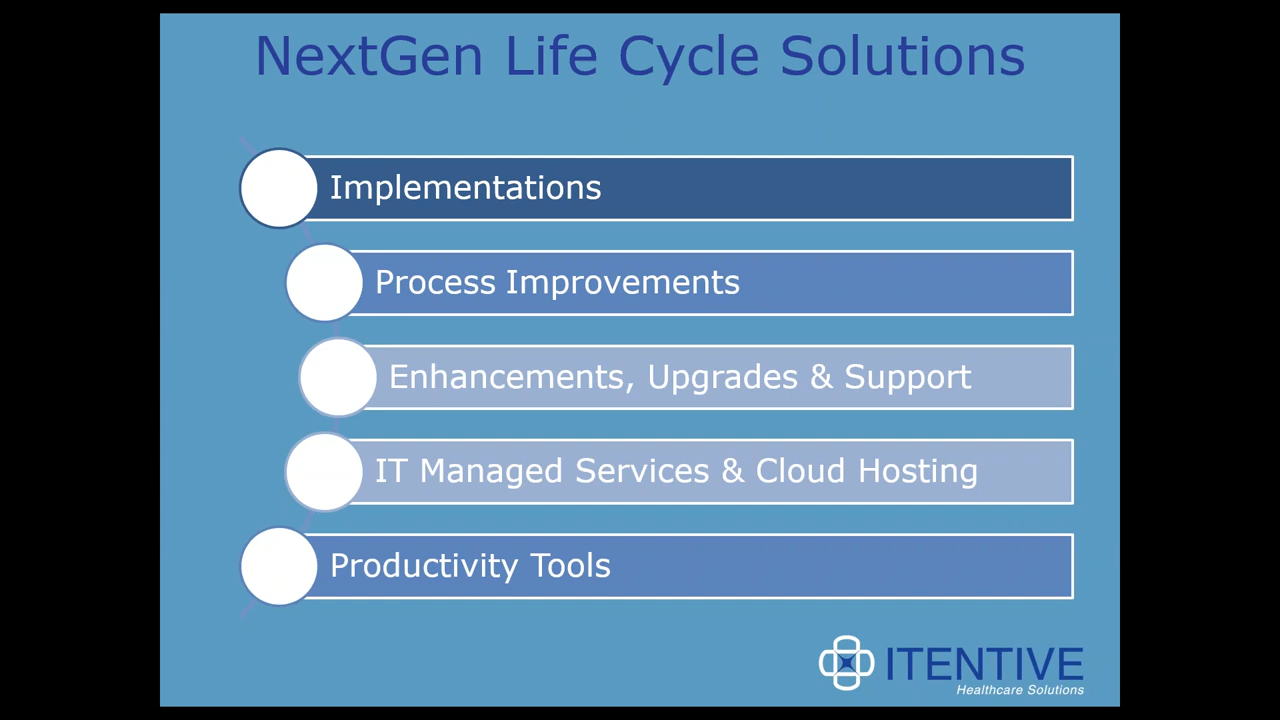 NextGen Life Cycle Solutions
Implementations
Process Improvements
Enhancements, Upgrades & Support
IT Managed Services & Cloud Hosting
Productivity Tools
ITENTIVE
Healthcare Solutions